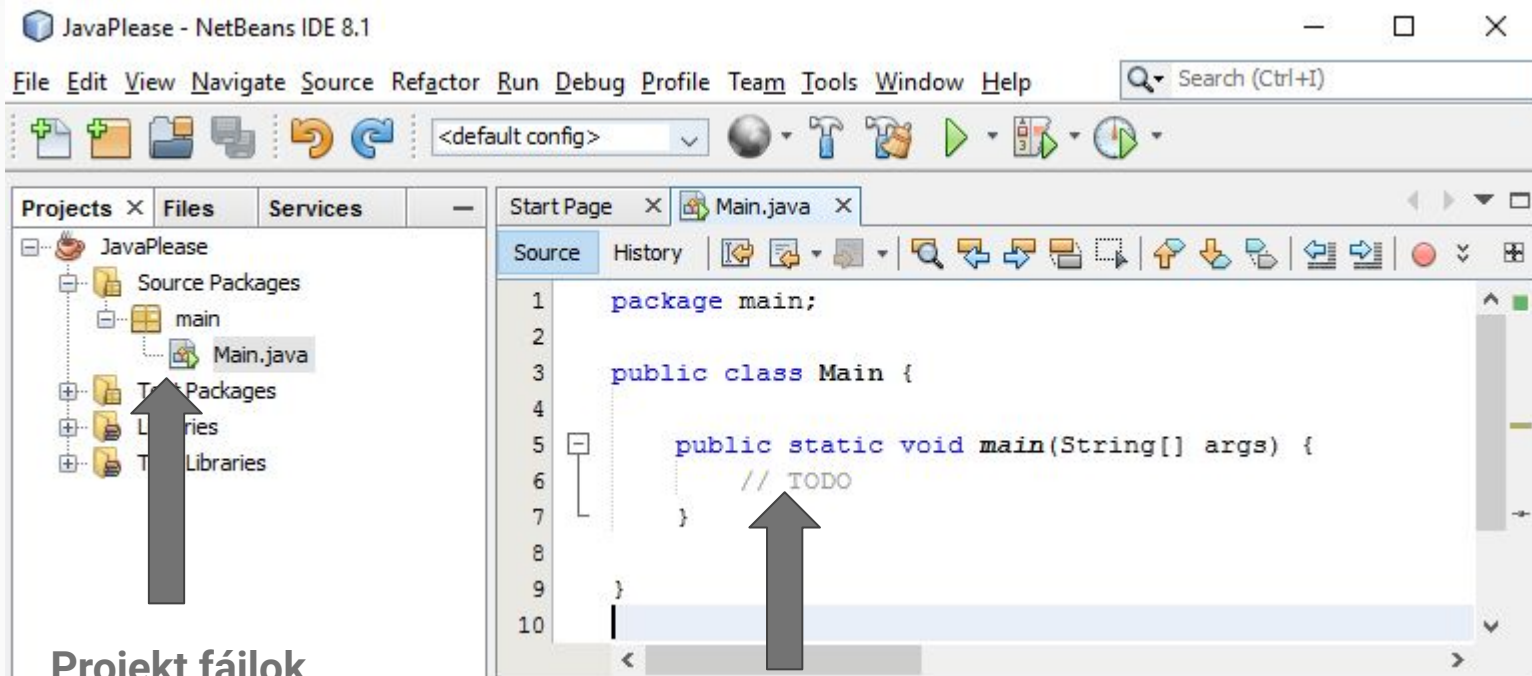 JavaPlease - NetBeans IDE 8.1
File Edit View Navigate Source Refactor Run Debug Profile Team Tools Window Help
Search (Ctrl+I)
<default config>
Projects Files Services
Start Page Main.java
JavaPlease
Source History
Source Packages
main
Main.java
Packages
Libraries
1 package main;
2
3 public class Main {
4
5 public static void main(String[] args) {
6 // TODO
7 }
8
9 }
10
Projekt fájlok